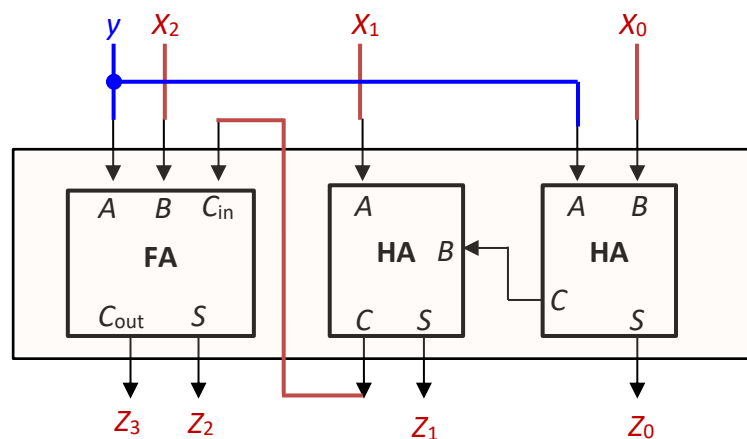 y X₂ X₁ X₀
A B Cin A A B
FA HA B HA
C
Cout S C S S
Z₃ Z₂ Z₁ Z₀